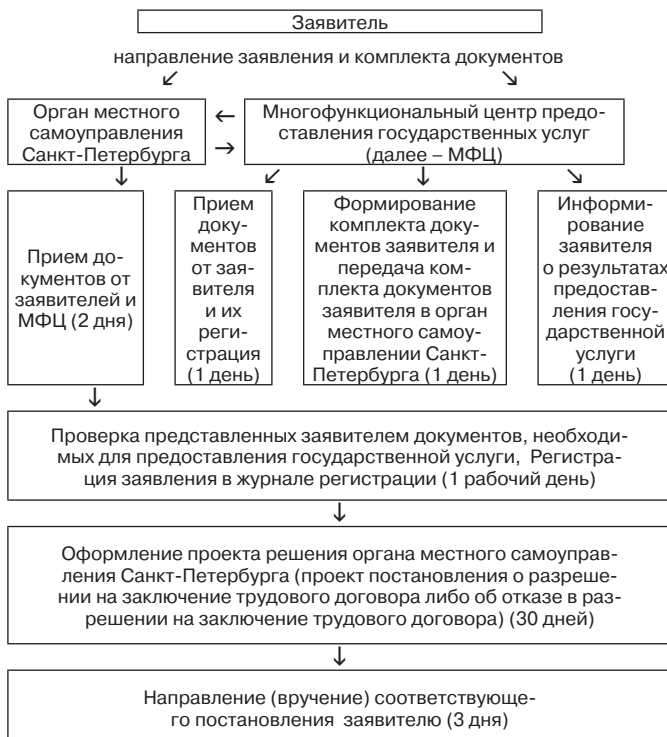 Заявитель
направление заявления и комплекта документов
Орган местного
самоуправления
Санкт-Петербурга
Многофункциональный центр предо-
ставления государственных услуг
(далее – МФЦ)
Прием до-
кументов от
заявителей и
МФЦ (2 дня)
Прием
доку-
ментов
от зая-
вителя
и их
реги-
страция
(1 день)
Формирование
комплекта доку-
ментов заявителя и
передача ком-
плекта документов
заявителя в орган
местного самоу-
правлении Санкт-
Петербурга (1 день)
Инфор-
мирование
заявителя
о результатах
предостав-
ления госу-
дарственной
услуги
(1 день)
Проверка представленных заявителем документов, необходи-
мых для предоставления государственной услуги, Регистра-
ция заявления в журнале регистрации (1 рабочий день)
Оформление проекта решения органа местного самоуправ-
ления Санкт-Петербурга (проект постановления о разреше-
нии на заключение трудового договора либо об отказе в раз-
решении на заключение трудового договора) (30 дней)
Направление (вручение) соответствующе-
го постановления заявителю (3 дня)